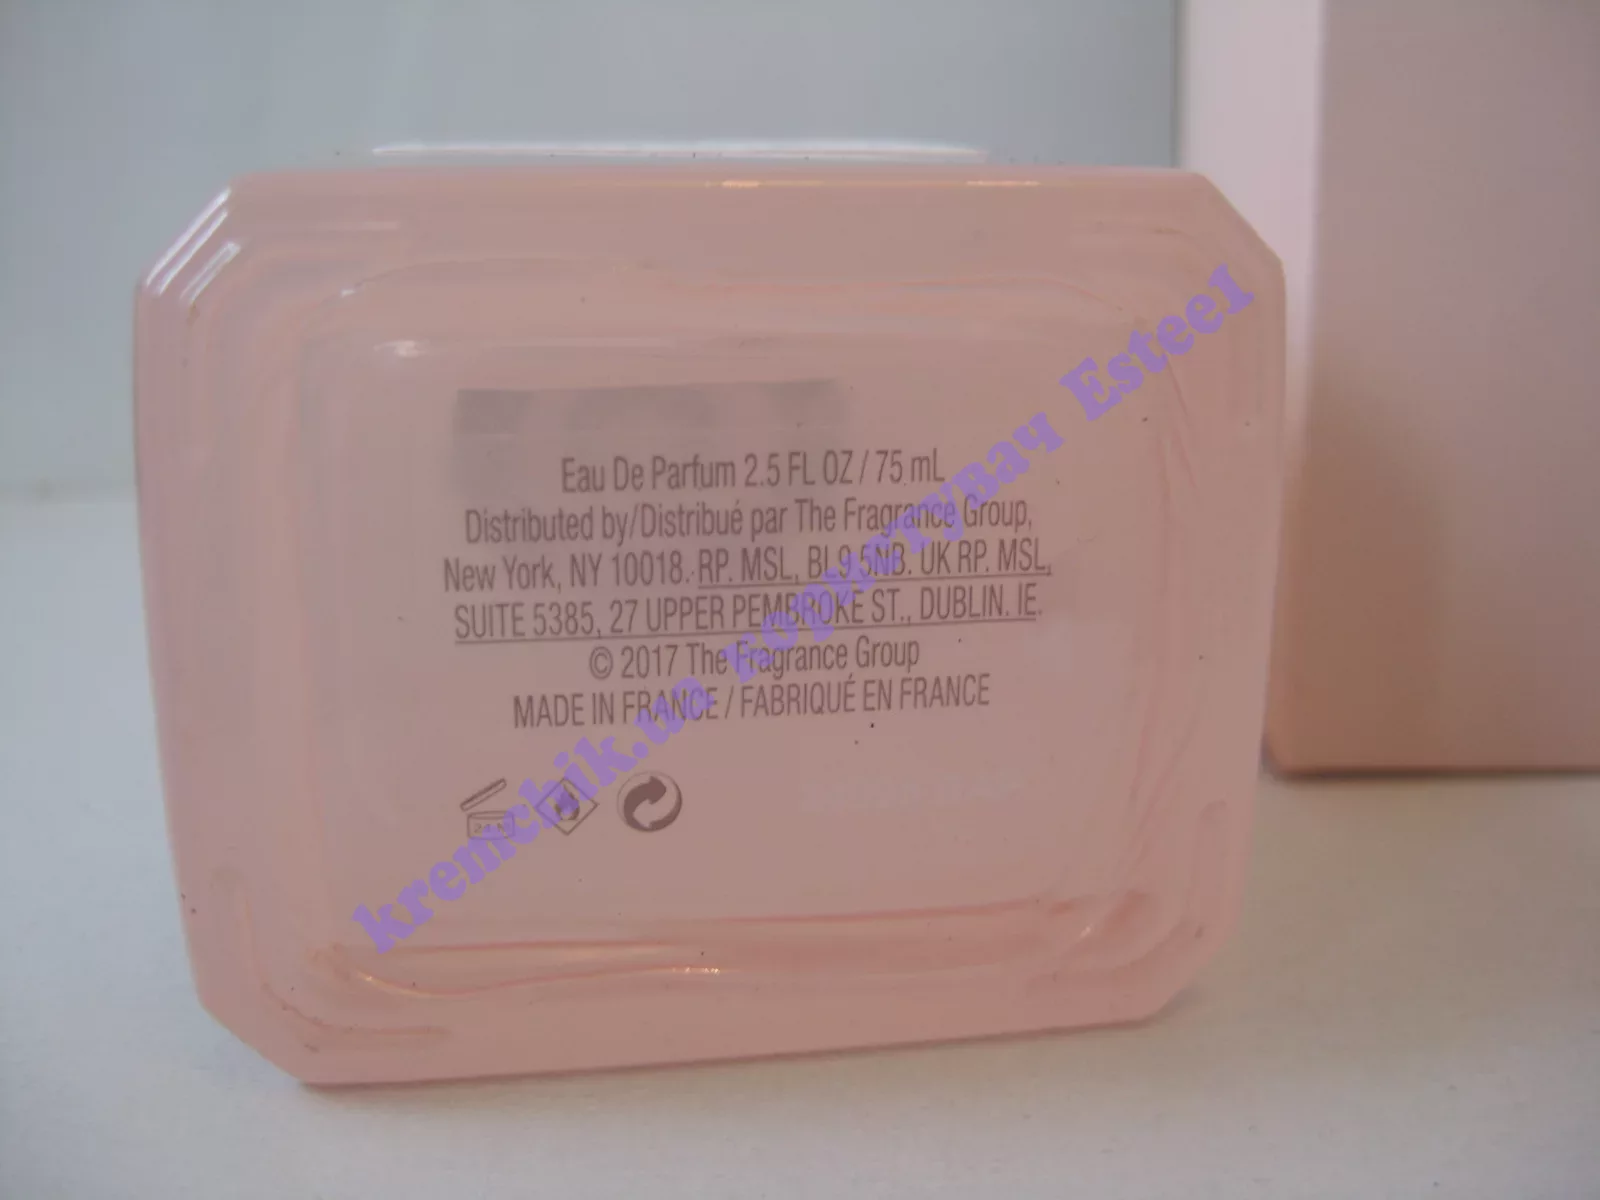 Eau De Parfum 2.5 FL OZ / 75 mL
Distributed by/Distribué par The Fragrance Group,
New York, NY 10018. RP. MSL, BL9 5NB. UK RP. MSL,
SUITE 5385, 27 UPPER PEMBROKE ST., DUBLIN. IE.
© 2017 The Fragrance Group
MADE IN FRANCE / FABRIQUÉ EN FRANCE
24 M
kremchik.ua копирувач Estee1